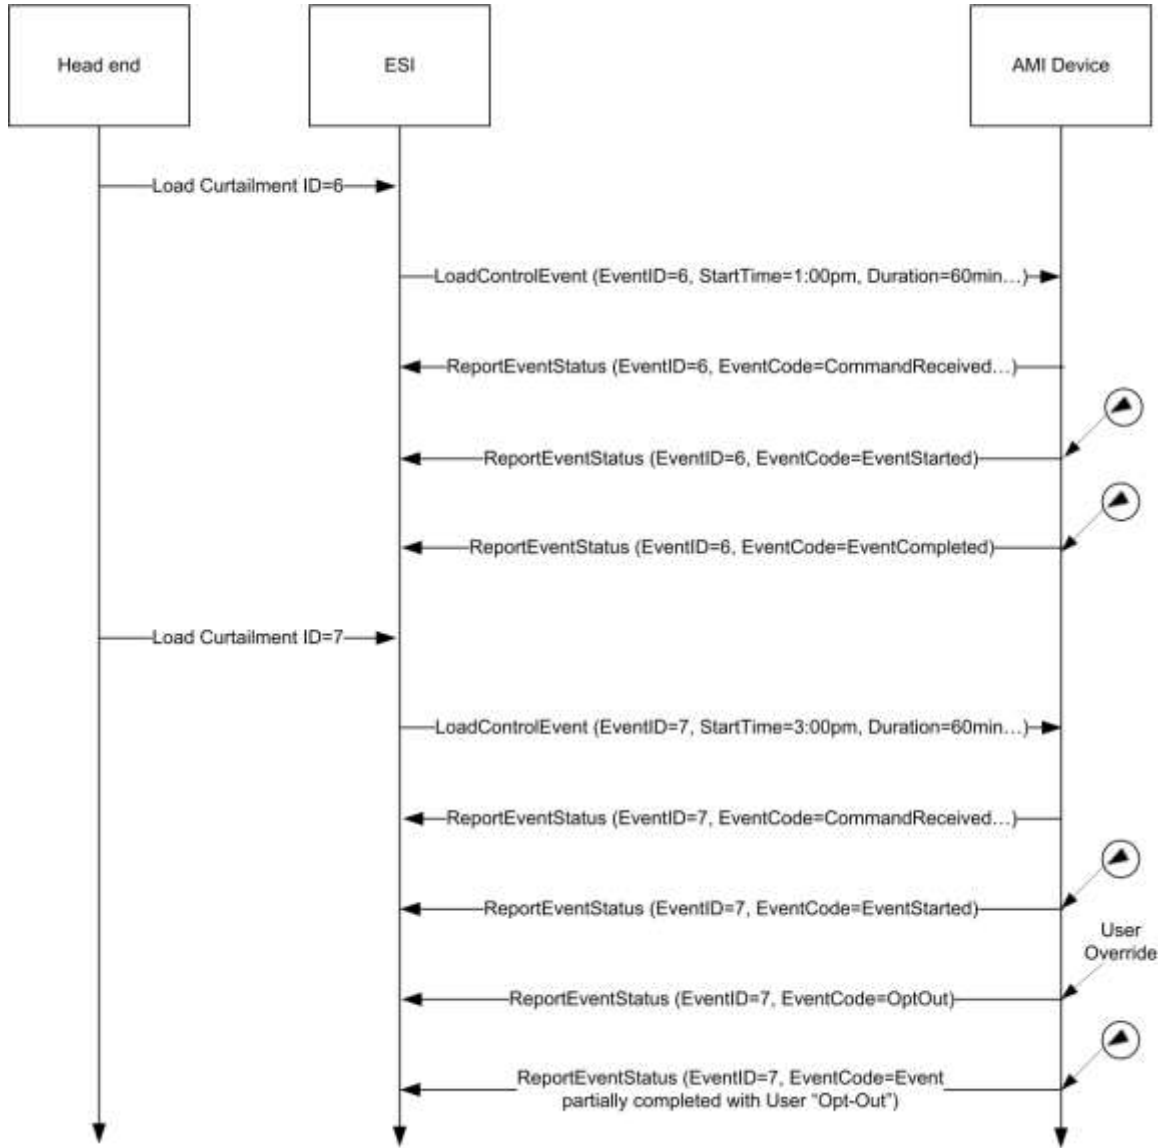 Head end
ESI
AMI Device
Load Curtailment ID=6
LoadControlEvent (EventID=6, StartTime=1:00pm, Duration=60min…)
ReportEventStatus (EventID=6, EventCode=CommandReceived…)
ReportEventStatus (EventID=6, EventCode=EventStarted)
ReportEventStatus (EventID=6, EventCode=EventCompleted)
Load Curtailment ID=7
LoadControlEvent (EventID=7, StartTime=3:00pm, Duration=60min…)
ReportEventStatus (EventID=7, EventCode=CommandReceived…)
ReportEventStatus (EventID=7, EventCode=EventStarted)
User
Override
ReportEventStatus (EventID=7, EventCode=OptOut)
ReportEventStatus (EventID=7, EventCode=Event
partially completed with User “Opt-Out”)